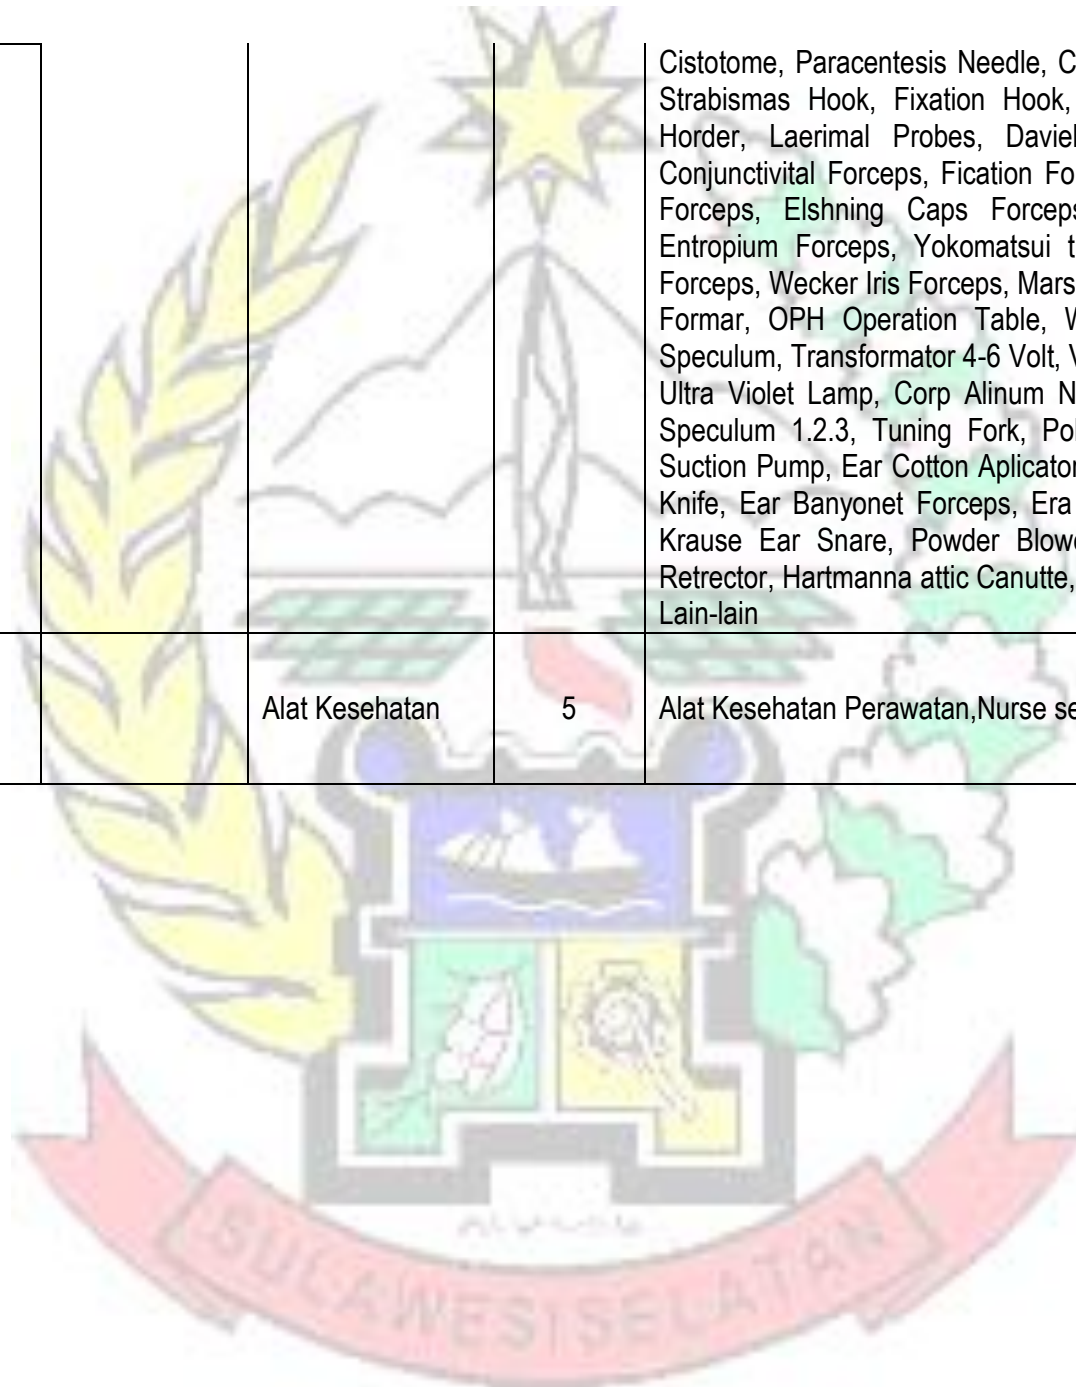 Cistotome, Paracentesis Needle, C
Strabismas Hook, Fixation Hook,
Horder, Laerimal Probes, Daviel
Conjunctivital Forceps, Fication Fo
Forceps, Elshning Caps Forceps
Entropium Forceps, Yokomatsui t
Forceps, Wecker Iris Forceps, Mars
Formar, OPH Operation Table, W
Speculum, Transformator 4-6 Volt, V
Ultra Violet Lamp, Corp Alinum N
Speculum 1.2.3, Tuning Fork, Pol
Suction Pump, Ear Cotton Aplicator
Knife, Ear Banyonet Forceps, Era
Krause Ear Snare, Powder Blowe
Retrector, Hartmanna attic Canutte,
Lain-lain
Alat Kesehatan 5 Alat Kesehatan Perawatan,Nurse se
SULAWESI SELATAN